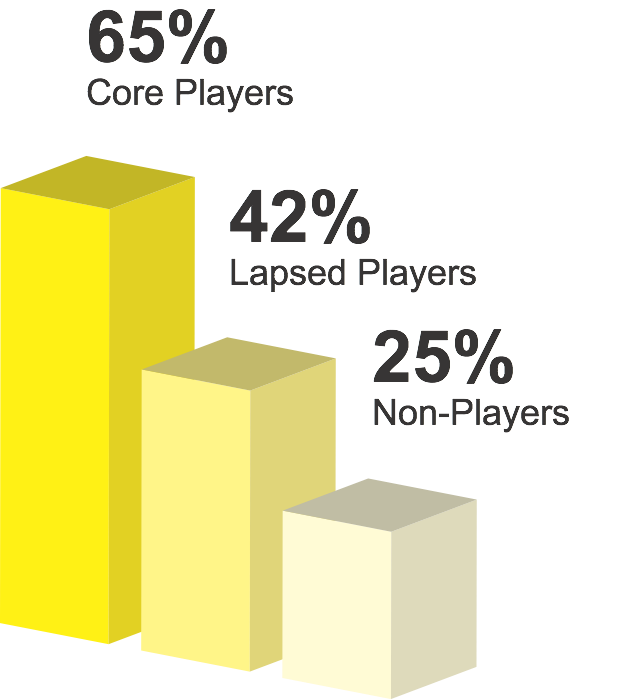 65%
Core Players
42%
Lapsed Players
25%
Non-Players